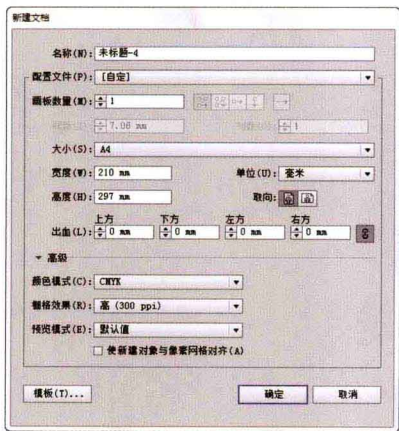 新建文档
名称(N): 未标题-4
配置文件(P): [自定]
画板数量(M): 1
7.06 mm 1
大小(S): A4
宽度(W): 210 mm 单位(U): 毫米
高度(H): 297 mm 取向:
上方 下方 左方 右方
出血(L): 0 mm 0 mm 0 mm 0 mm
高级
颜色模式(C): CMYK
栅格效果(R): 高 (300 ppi)
预览模式(E): 默认值
使新建对象与像素网格对齐(A)
模板(T)... 确定 取消